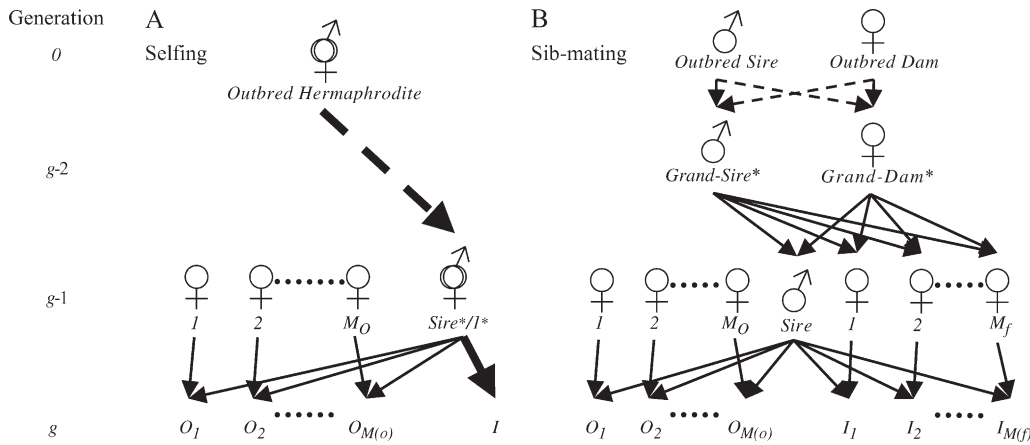 Generation
A
B
0
Selfing
Sib-mating
Outbred Sire
Outbred Dam
Outbred Hermaphrodite
g-2
Grand-Sire*
Grand-Dam*
g-1
1
2
M_O
Sire*/1*
1
2
M_O
Sire
1
2
M_f
g
O_1
O_2
O_M(o)
I
O_1
O_2
O_M(o)
I_1
I_2
I_M(f)